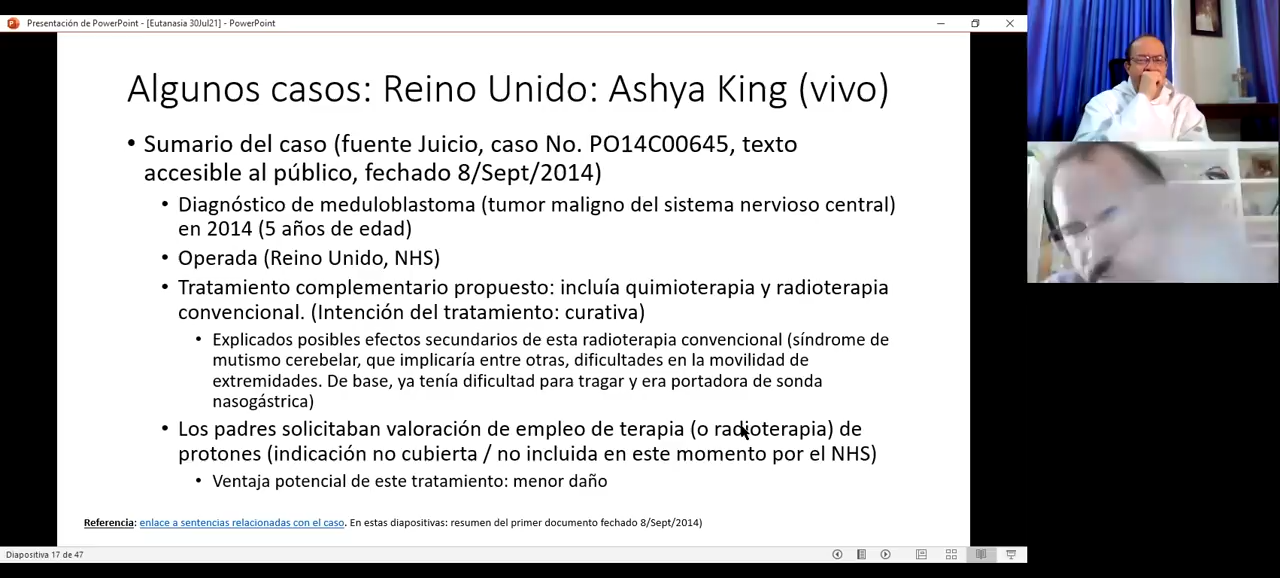 Presentación de PowerPoint - [Eutanasia 30Jul21] - PowerPoint
Algunos casos: Reino Unido: Ashya King (vivo)
• Sumario del caso (fuente Juicio, caso No. PO14C00645, texto
accesible al público, fechado 8/Sept/2014)
• Diagnóstico de meduloblastoma (tumor maligno del sistema nervioso central)
en 2014 (5 años de edad)
• Operada (Reino Unido, NHS)
• Tratamiento complementario propuesto: incluía quimioterapia y radioterapia
convencional. (Intención del tratamiento: curativa)
• Explicados posibles efectos secundarios de esta radioterapia convencional (síndrome de
mutismo cerebelar, que implicaría entre otras, dificultades en la movilidad de
extremidades. De base, ya tenía dificultad para tragar y era portadora de sonda
nasogástrica)
• Los padres solicitaban valoración de empleo de terapia (o radioterapia) de
protones (indicación no cubierta / no incluida en este momento por el NHS)
• Ventaja potencial de este tratamiento: menor daño
Referencia: enlace a sentencias relacionadas con el caso. En estas diapositivas: resumen del primer documento fechado 8/Sept/2014)
Diapositiva 17 de 47